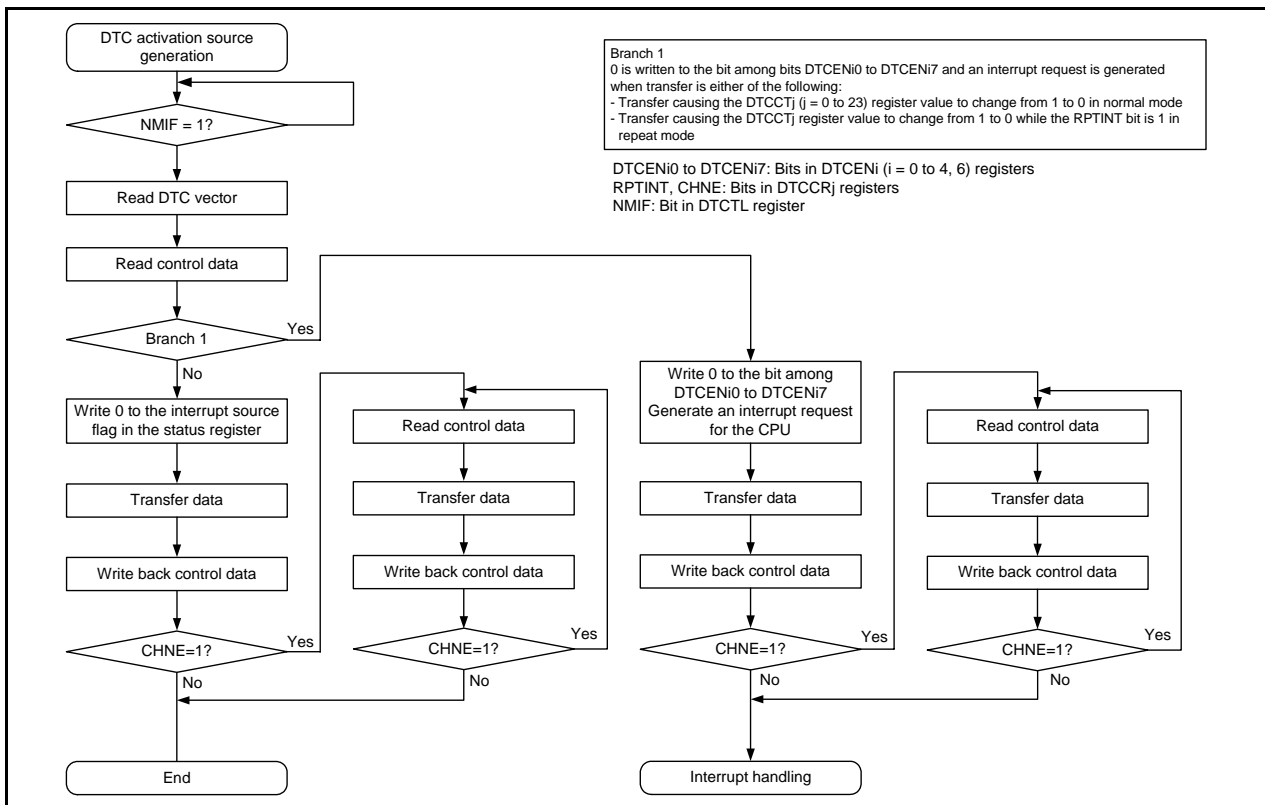 DTC activation source
generation
NMIF = 1?
Read DTC vector
Read control data
Branch 1
Yes
No
Write 0 to the interrupt source
flag in the status register
Transfer data
Write back control data
CHNE=1?
Yes
No
End
Read control data
Transfer data
Write back control data
CHNE=1?
Yes
No
Branch 1
0 is written to the bit among bits DTCENi0 to DTCENi7 and an interrupt request is generated
when transfer is either of the following:
- Transfer causing the DTCCTj (j = 0 to 23) register value to change from 1 to 0 in normal mode
- Transfer causing the DTCCTj register value to change from 1 to 0 while the RPTINT bit is 1 in
repeat mode
DTCENi0 to DTCENi7: Bits in DTCENi (i = 0 to 4, 6) registers
RPTINT, CHNE: Bits in DTCCRj registers
NMIF: Bit in DTCTL register
Write 0 to the bit among
DTCENi0 to DTCENi7
Generate an interrupt request
for the CPU
Transfer data
Write back control data
CHNE=1?
Yes
No
Interrupt handling
Read control data
Transfer data
Write back control data
CHNE=1?
Yes
No